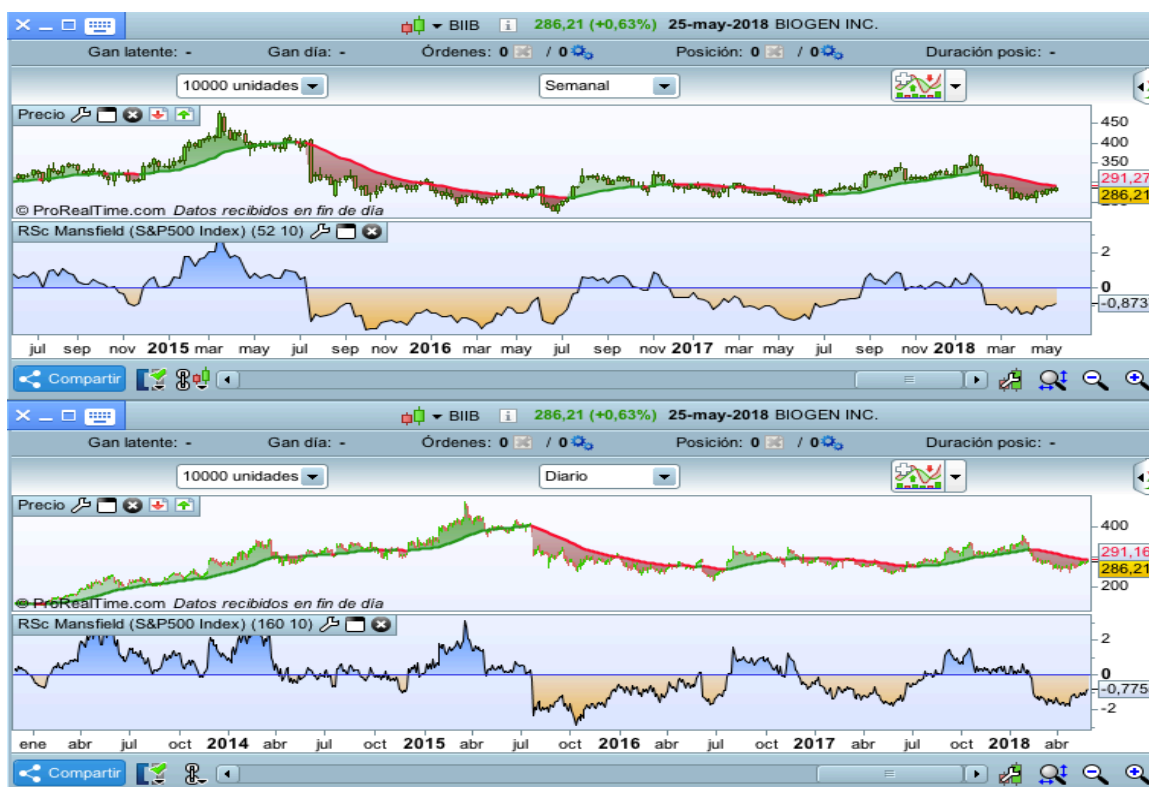 BIIB 286,21 (+0,63%) 25-may-2018 BIOGEN INC.
Gan latente: - Gan día: - Órdenes: 0 / 0 Posición: 0 / 0 Duración posic: -
10000 unidades Semanal
Precio
450
400
350
291,27
286,21
© ProRealTime.com Datos recibidos en fin de día
RSc Mansfield (S&P500 Index) (52 10)
2
0
-0,873
jul sep nov 2015 mar may jul sep nov 2016 mar may jul sep nov 2017 mar may jul sep nov 2018 mar may
Compartir
BIIB 286,21 (+0,63%) 25-may-2018 BIOGEN INC.
Gan latente: - Gan día: - Órdenes: 0 / 0 Posición: 0 / 0 Duración posic: -
10000 unidades Diario
Precio
400
291,16
286,21
200
© ProRealTime.com Datos recibidos en fin de día
RSc Mansfield (S&P500 Index) (160 10)
2
0
-0,775
-2
ene abr jul oct 2014 abr jul oct 2015 abr jul oct 2016 abr jul oct 2017 abr jul oct 2018 abr
Compartir